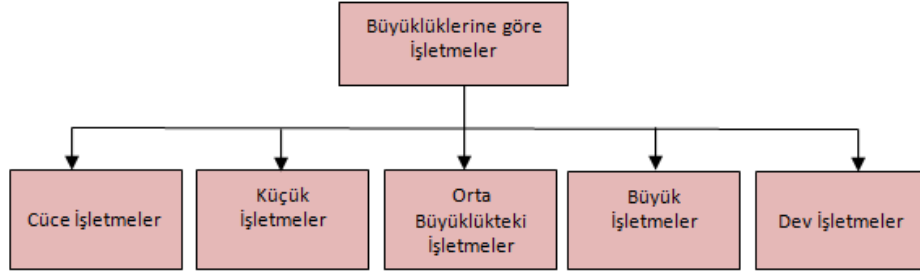 Büyüklüklerine göre
İşletmeler
Cüce İşletmeler
Küçük
İşletmeler
Orta
Büyüklükteki
İşletmeler
Büyük
İşletmeler
Dev İşletmeler